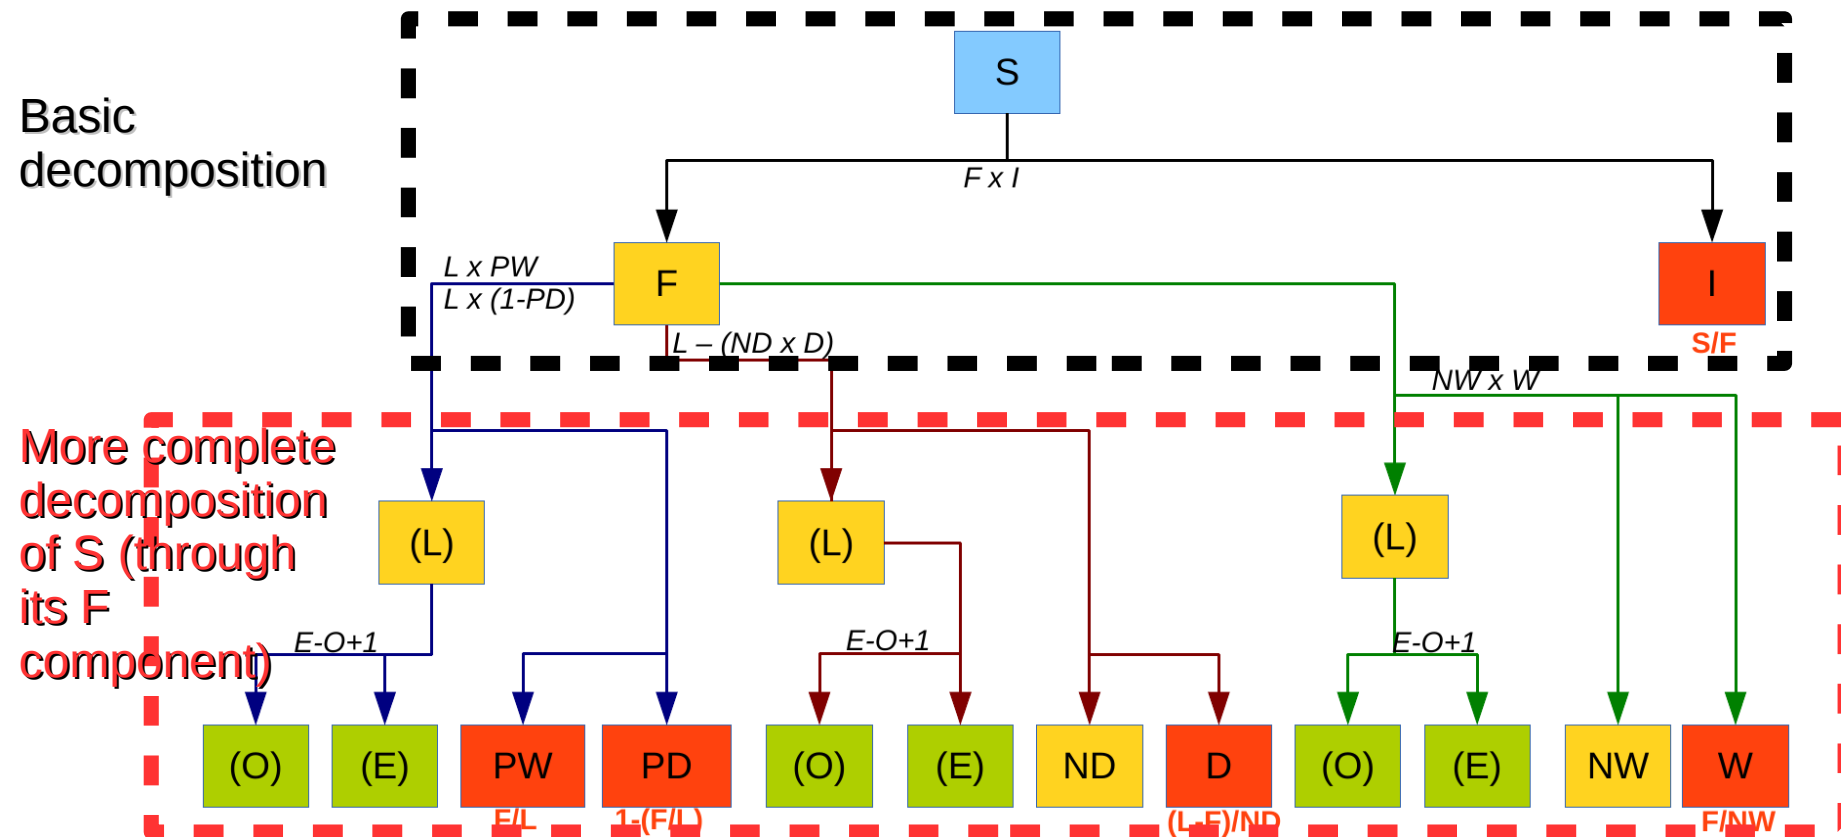 S
Basic
decomposition
F x I
L x PW
F
I
L x (1-PD)
L – (ND x D)
S/F
NW x W
More complete
decomposition
of S (through
its F
component)
(L)
(L)
(L)
E-O+1
E-O+1
E-O+1
(O)
(E)
PW
PD
(O)
(E)
ND
D
(O)
(E)
NW
W
F/L
1-(F/L)
(L-F)/ND
F/NW